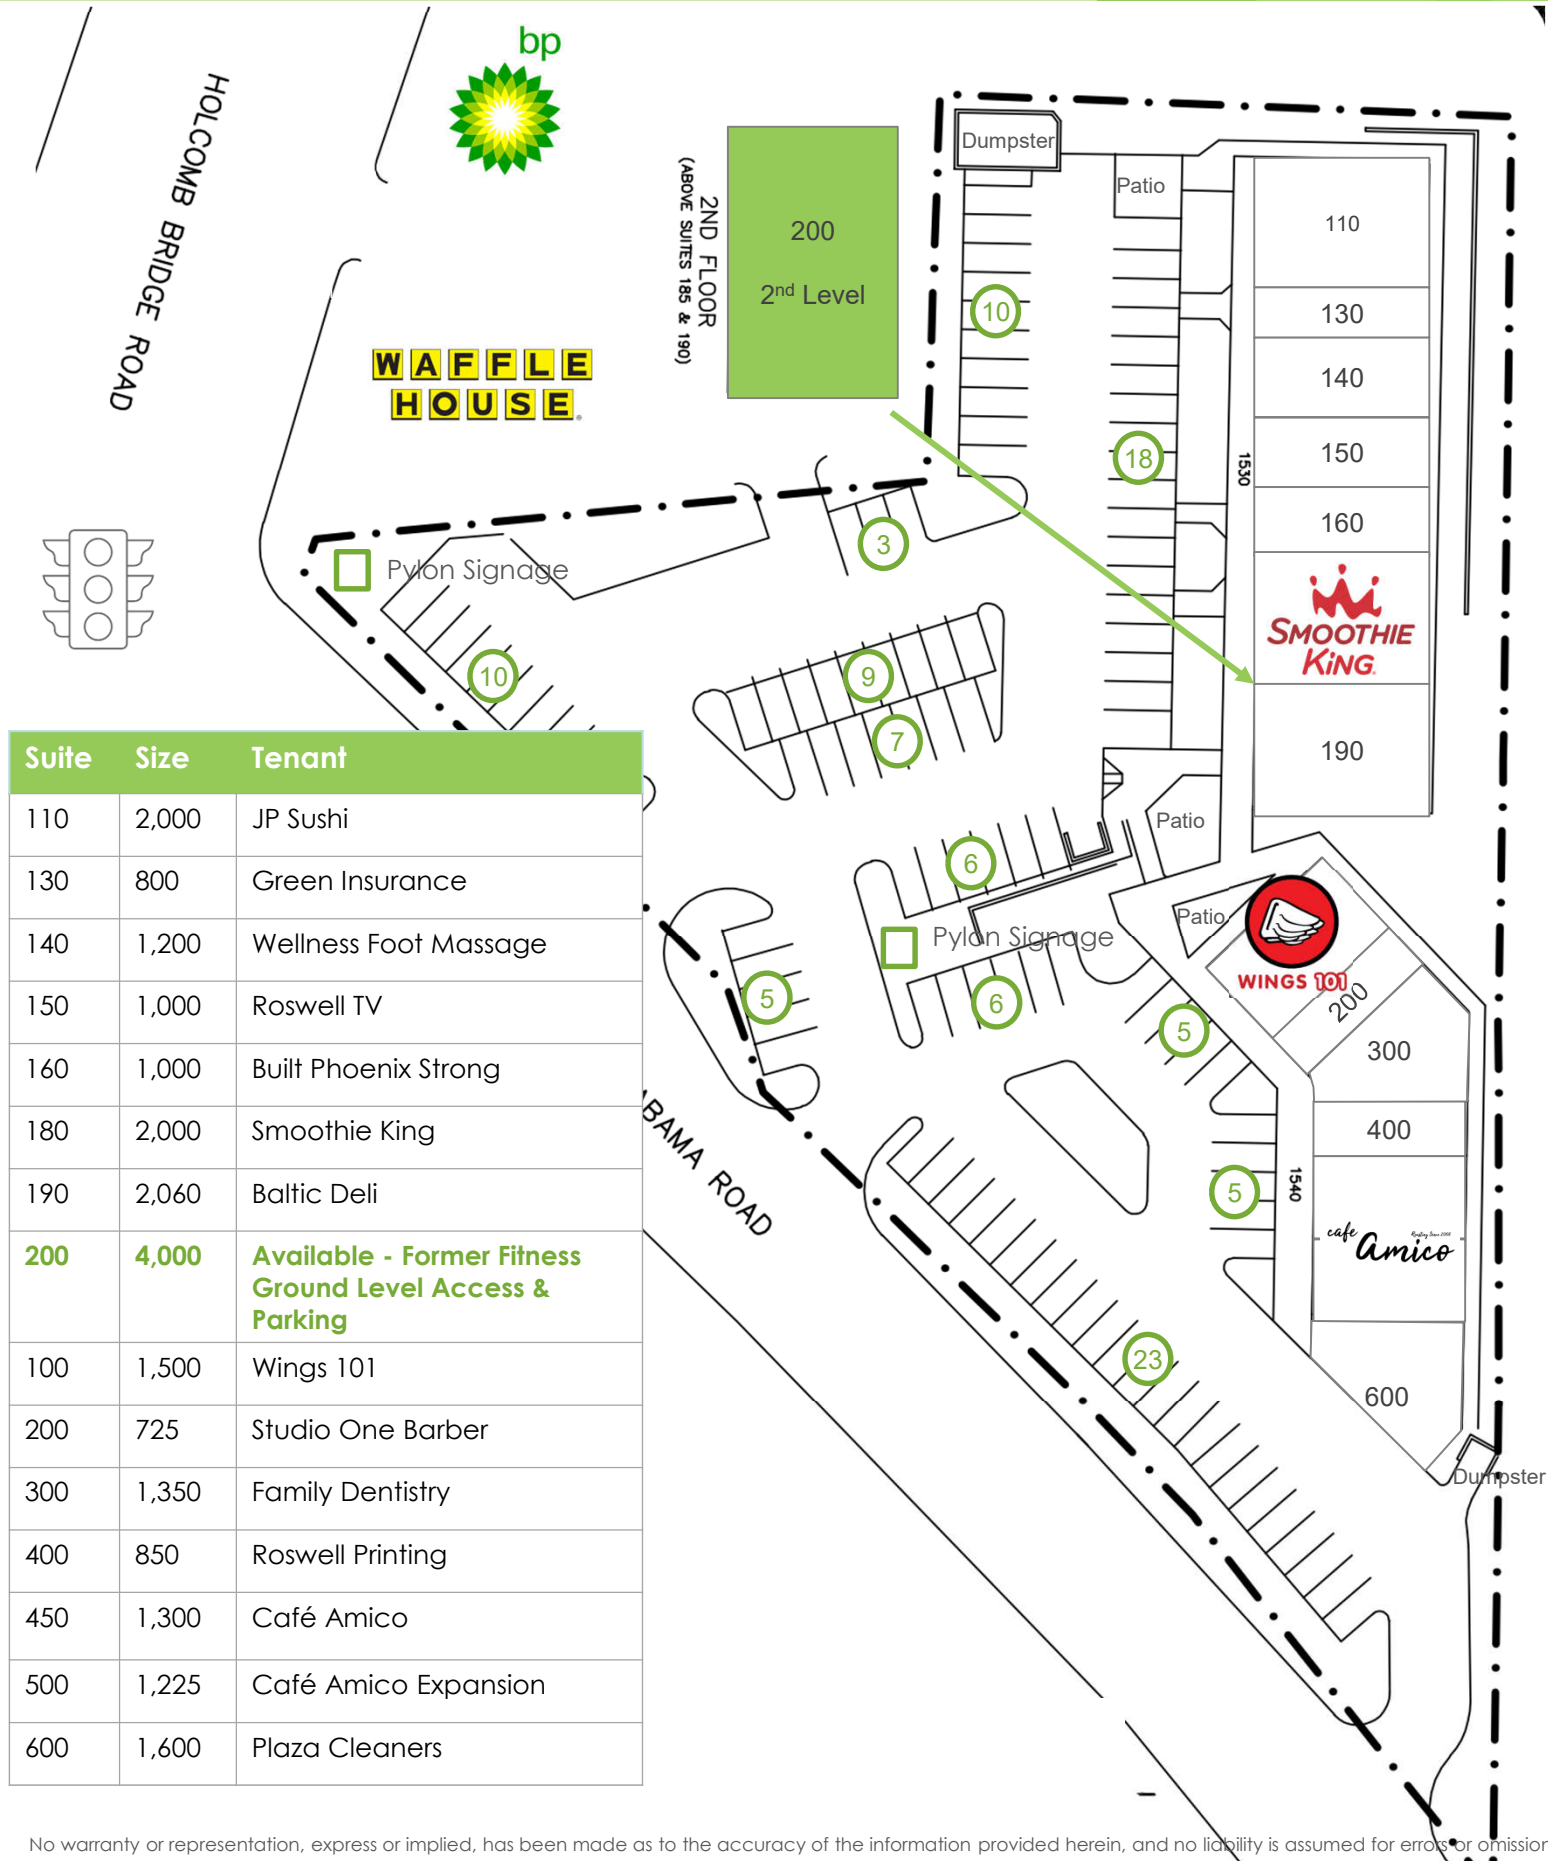 bp
HOLCOMB BRIDGE ROAD
WAFFLE
HOUSE
2ND FLOOR
(ABOVE SUITES 185 & 190)
200
2nd Level
Dumpster
Patio
10
18
3
110
130
140
150
160
1530
SMOOTHIE
KING
190
Pylon Signage
10
9
7
6
Patio
Patio
WINGS 101
200
Pylon Signage
5
6
5
300
400
5
1540
cafe
amico
23
600
Dumpster
BAMA ROAD
Suite Size Tenant
110 2,000 JP Sushi
130 800 Green Insurance
140 1,200 Wellness Foot Massage
150 1,000 Roswell TV
160 1,000 Built Phoenix Strong
180 2,000 Smoothie King
190 2,060 Baltic Deli
200 4,000 Available - Former Fitness
Ground Level Access &
Parking
100 1,500 Wings 101
200 725 Studio One Barber
300 1,350 Family Dentistry
400 850 Roswell Printing
450 1,300 Café Amico
500 1,225 Café Amico Expansion
600 1,600 Plaza Cleaners
No warranty or representation, express or implied, has been made as to the accuracy of the information provided herein, and no liability is assumed for errors or omission